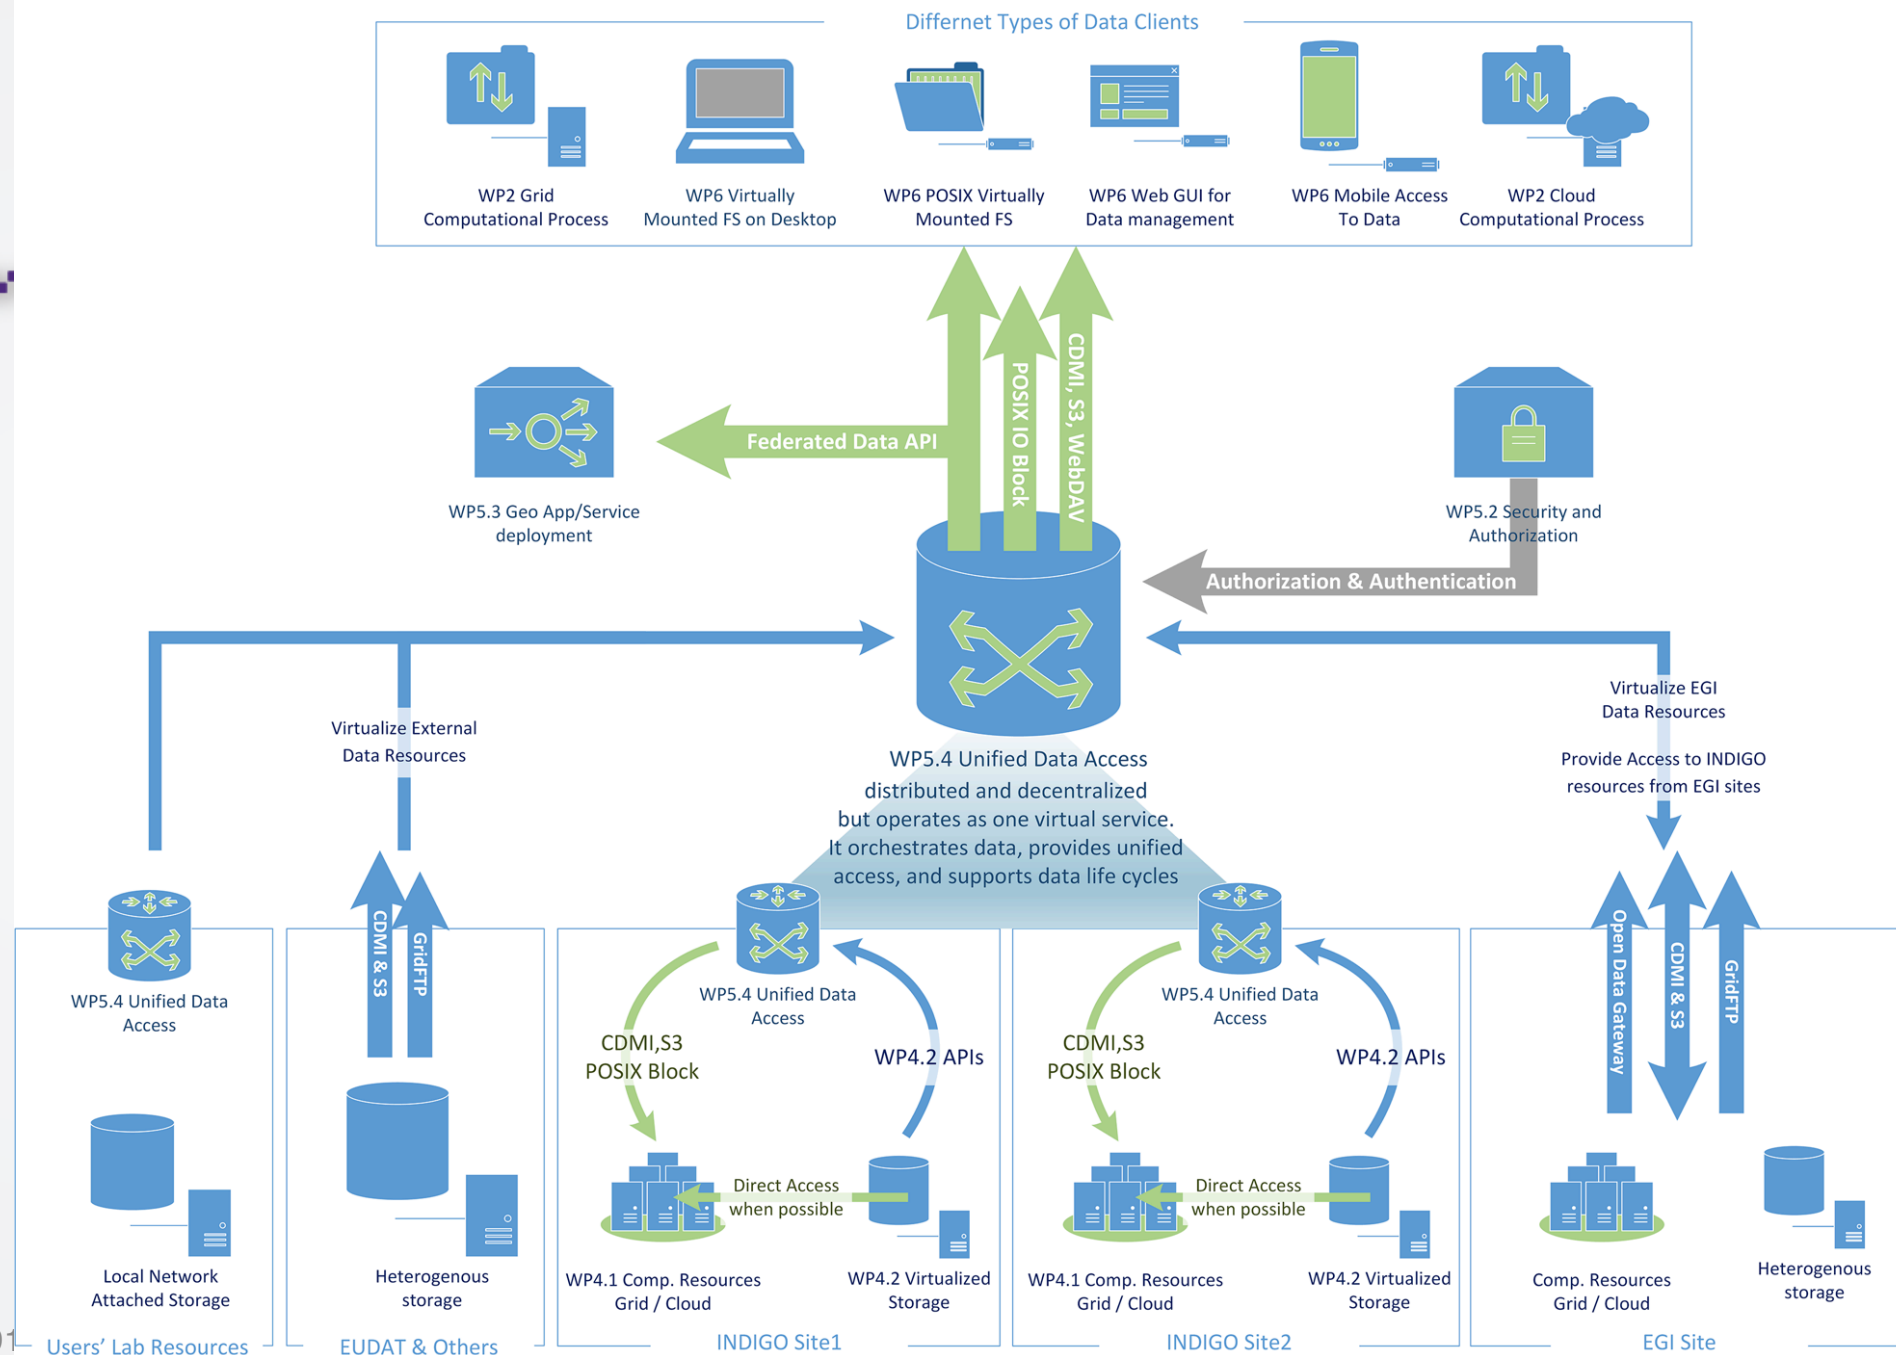 Differnet Types of Data Clients
WP2 Grid
Computational Process
WP6 Virtually
Mounted FS on Desktop
WP6 POSIX Virtually
Mounted FS
WP6 Web GUI for
Data management
WP6 Mobile Access
To Data
WP2 Cloud
Computational Process
Federated Data API
POSIX IO Block
CDMI, S3, WebDAV
WP5.3 Geo App/Service
deployment
WP5.2 Security and
Authorization
Authorization & Authentication
Virtualize External
Data Resources
Virtualize EGI
Data Resources
Provide Access to INDIGO
resources from EGI sites
WP5.4 Unified Data Access
distributed and decentralized
but operates as one virtual service.
It orchestrates data, provides unified
access, and supports data life cycles
WP5.4 Unified Data
Access
Local Network
Attached Storage
Users' Lab Resources
CDMI & S3
GridFTP
Heterogenous
storage
EUDAT & Others
WP5.4 Unified Data
Access
CDMI,S3
POSIX Block
WP4.2 APIs
Direct Access
when possible
WP4.1 Comp. Resources
Grid / Cloud
WP4.2 Virtualized
Storage
INDIGO Site1
WP5.4 Unified Data
Access
CDMI,S3
POSIX Block
WP4.2 APIs
Direct Access
when possible
WP4.1 Comp. Resources
Grid / Cloud
WP4.2 Virtualized
Storage
INDIGO Site2
Open Data Gateway
CDMI & S3
GridFTP
Comp. Resources
Grid / Cloud
Heterogenous
storage
EGI Site